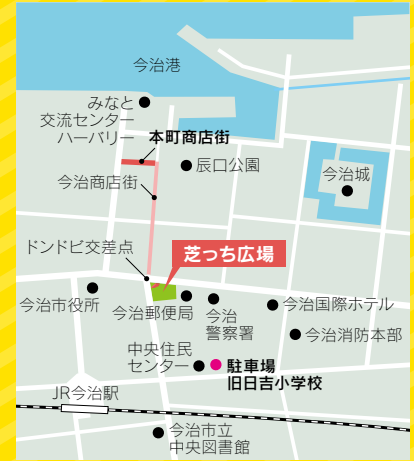 今治港
みなと
交流センター
ハーバリー
本町商店街
辰口公園
今治城
今治商店街
ドンドビ交差点
芝っち広場
今治市役所
今治郵便局
今治
警察署
今治国際ホテル
今治消防本部
中央住民
センター
駐車場
旧日吉小学校
JR今治駅
今治市立
中央図書館